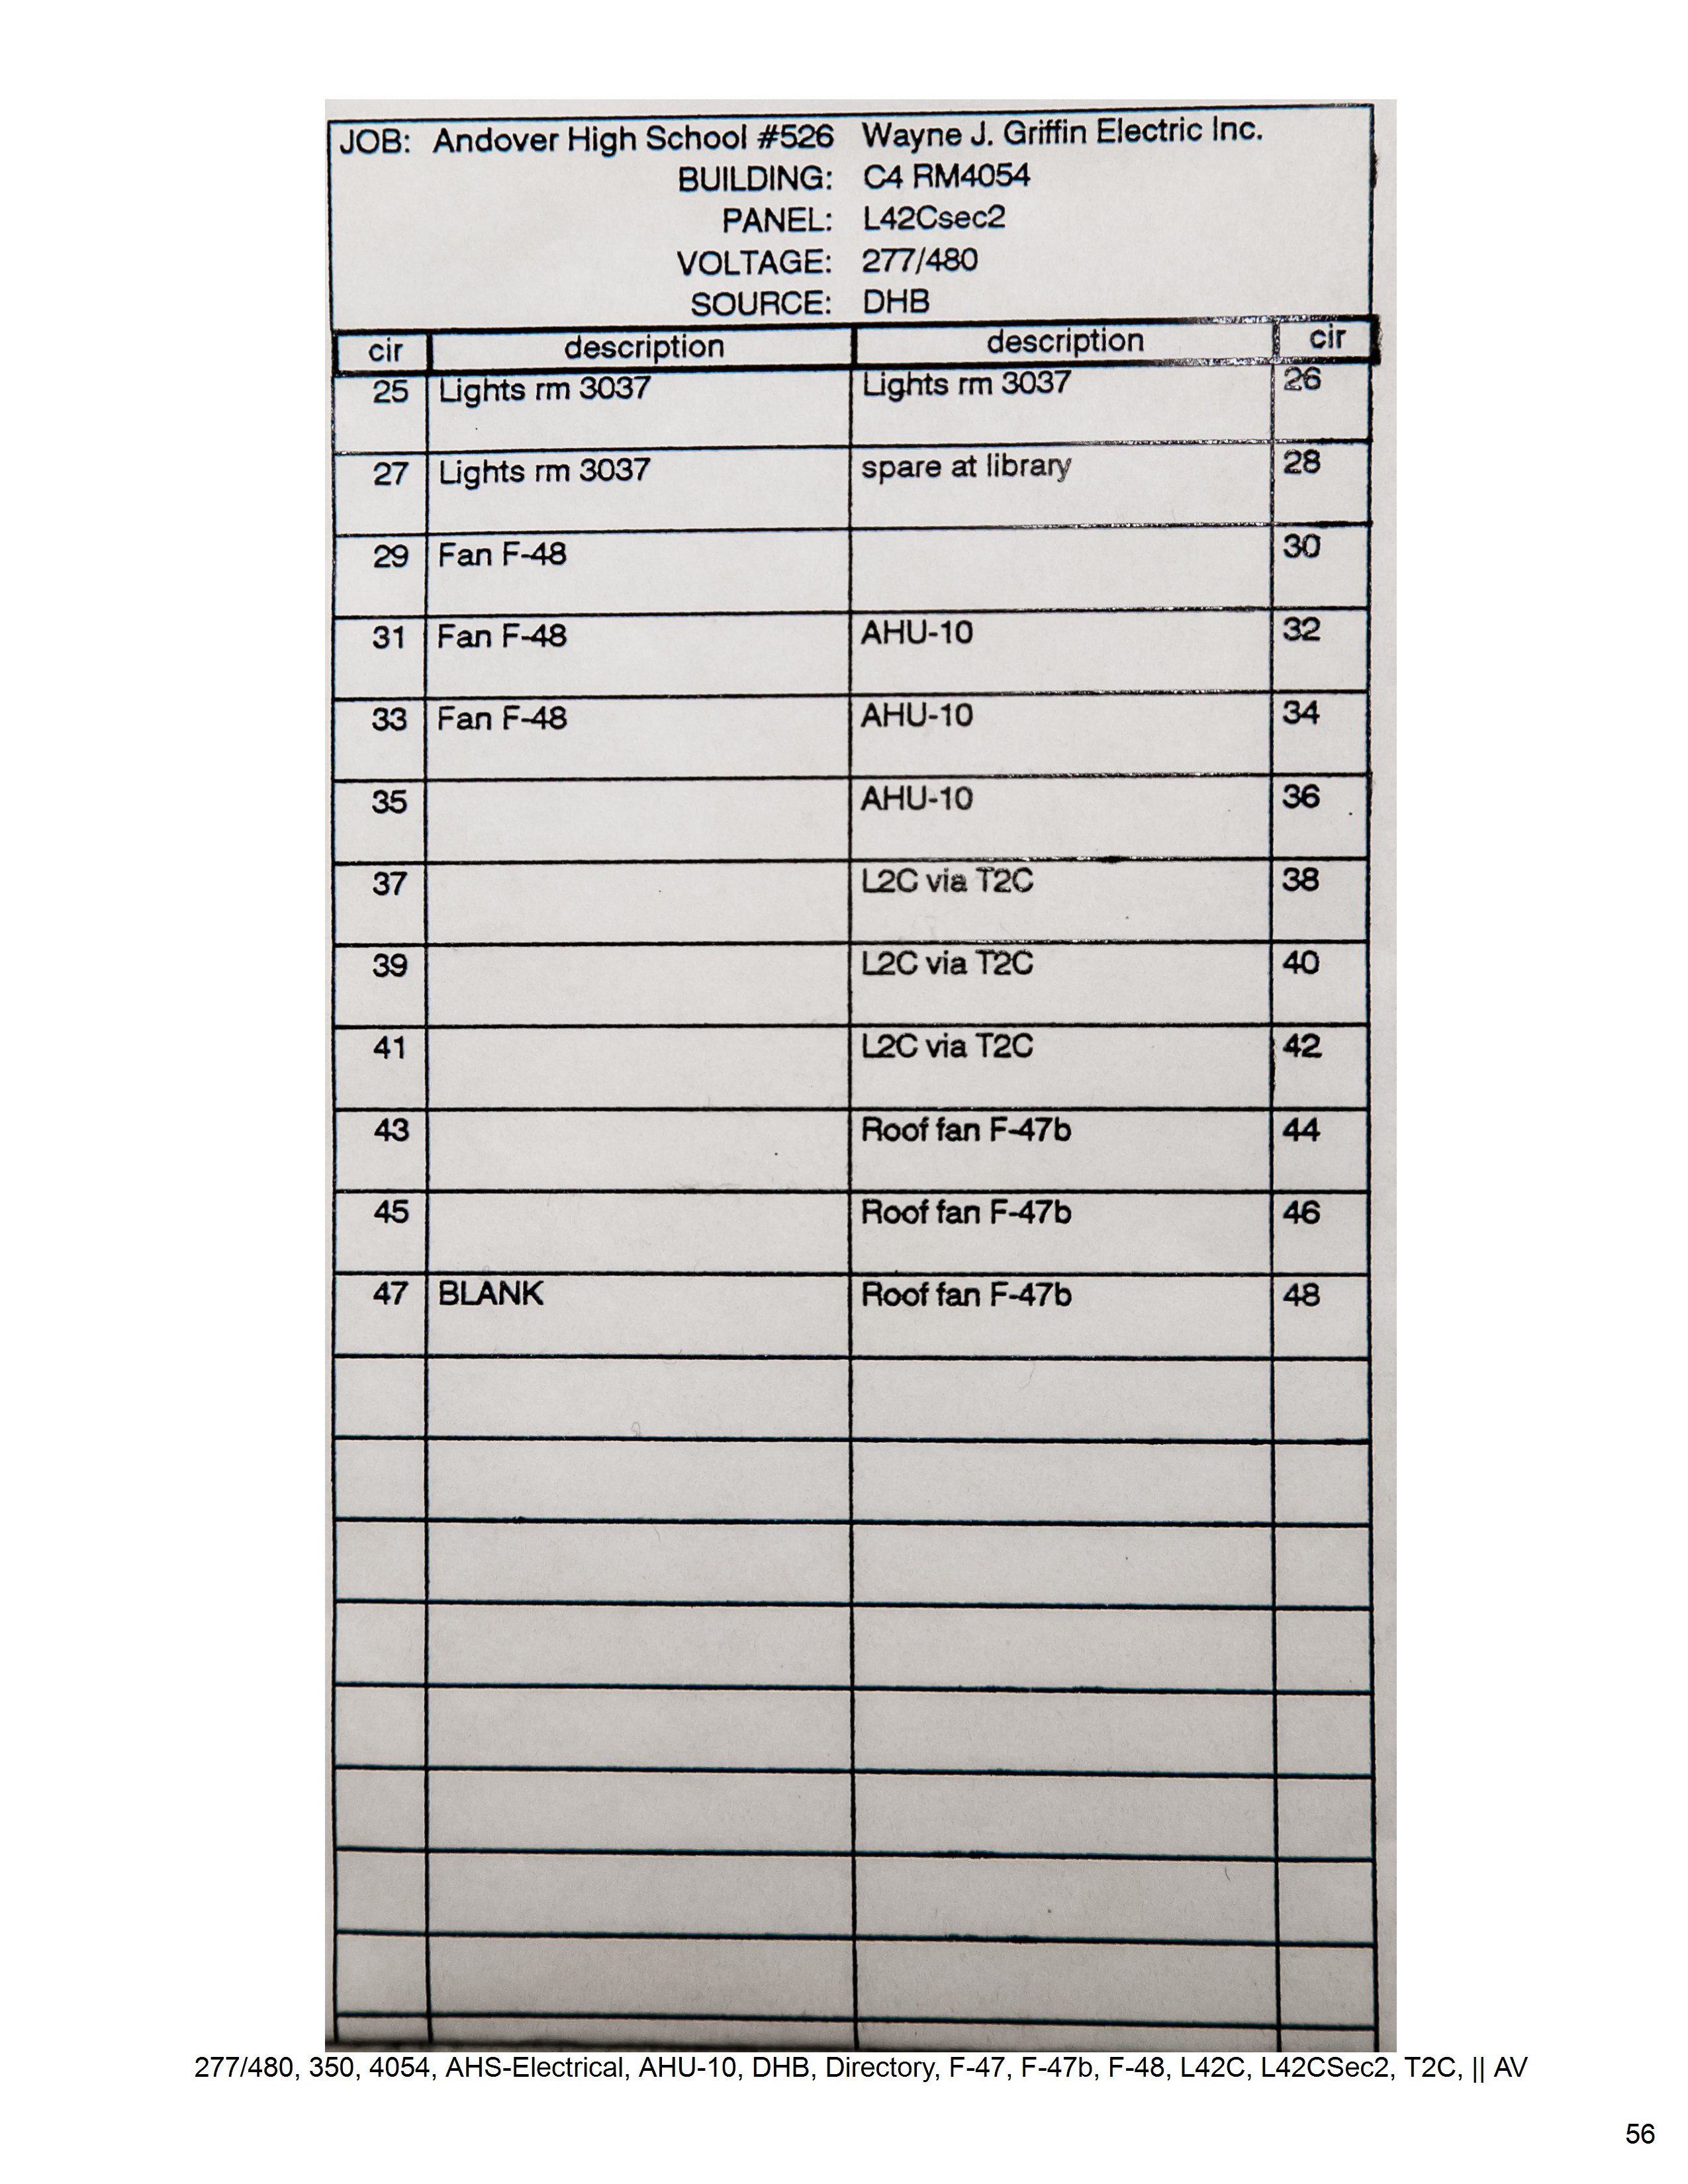 JOB: Andover High School #526 Wayne J. Griffin Electric Inc.
BUILDING: C4 RM4054
PANEL: L42Csec2
VOLTAGE: 277/480
SOURCE: DHB
cir description description cir
25 Lights rm 3037 Lights rm 3037 26
27 Lights rm 3037 spare at library 28
29 Fan F-48 30
31 Fan F-48 AHU-10 32
33 Fan F-48 AHU-10 34
35 AHU-10 36
37 L2C via T2C 38
39 L2C via T2C 40
41 L2C via T2C 42
43 Roof fan F-47b 44
45 Roof fan F-47b 46
47 BLANK Roof fan F-47b 48
277/480, 350, 4054, AHS-Electrical, AHU-10, DHB, Directory, F-47, F-47b, F-48, L42C, L42CSec2, T2C, || AV
56